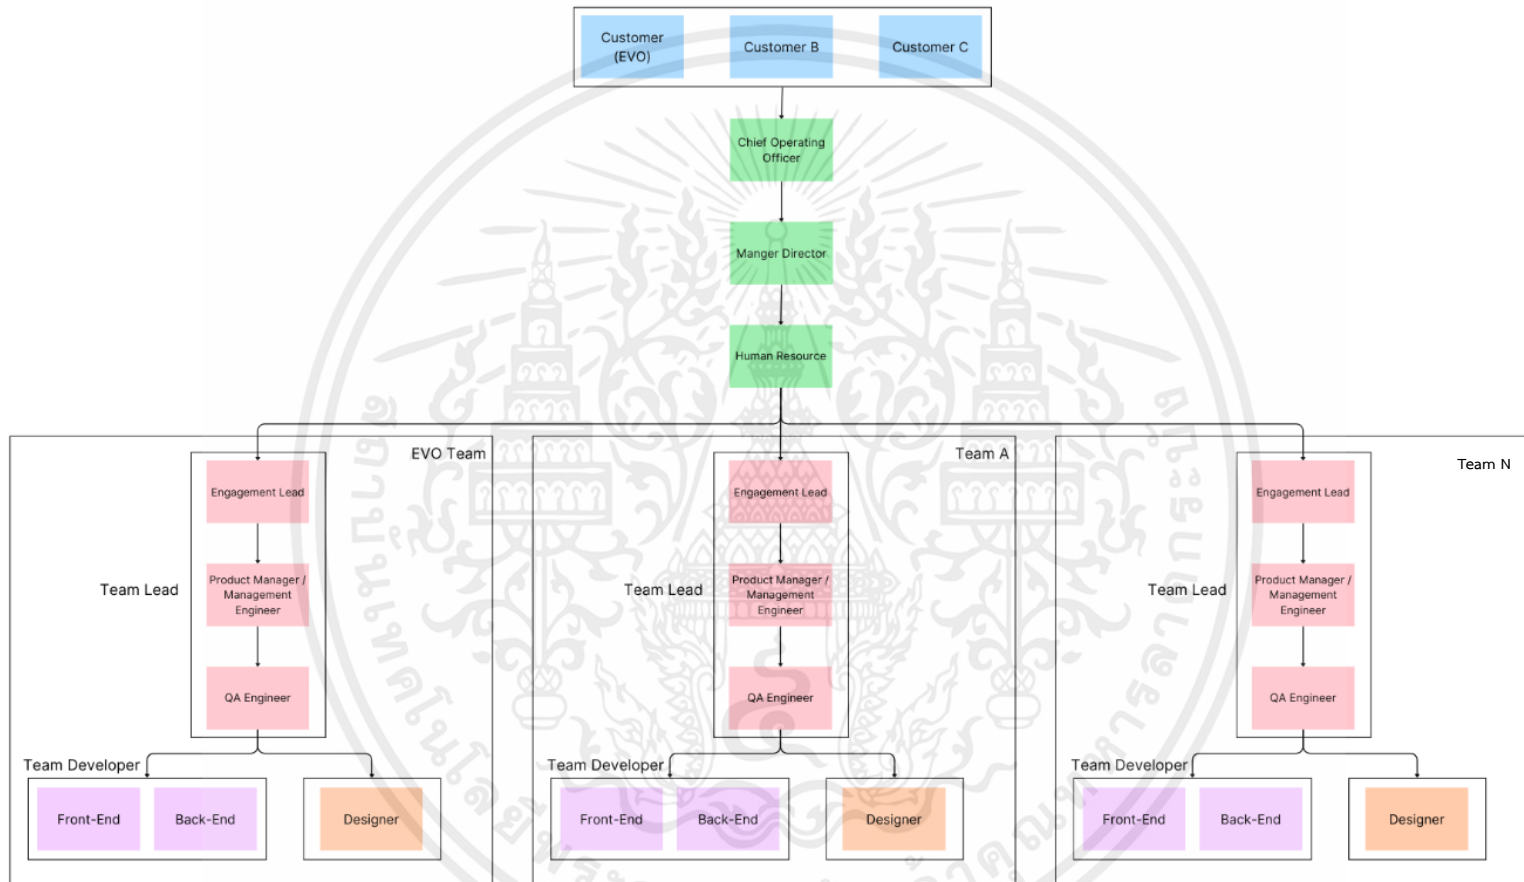 Customer
(EVO)
Customer B
Customer C
Chief Operating
Officer
Manger Director
Human Resource
EVO Team
Engagement Lead
Team Lead
Product Manager /
Management
Engineer
QA Engineer
Team Developer
Front-End
Back-End
Designer
Team A
Engagement Lead
Team Lead
Product Manager /
Management
Engineer
QA Engineer
Team Developer
Front-End
Back-End
Designer
Team N
Engagement Lead
Team Lead
Product Manager /
Management
Engineer
QA Engineer
Team Developer
Front-End
Back-End
Designer